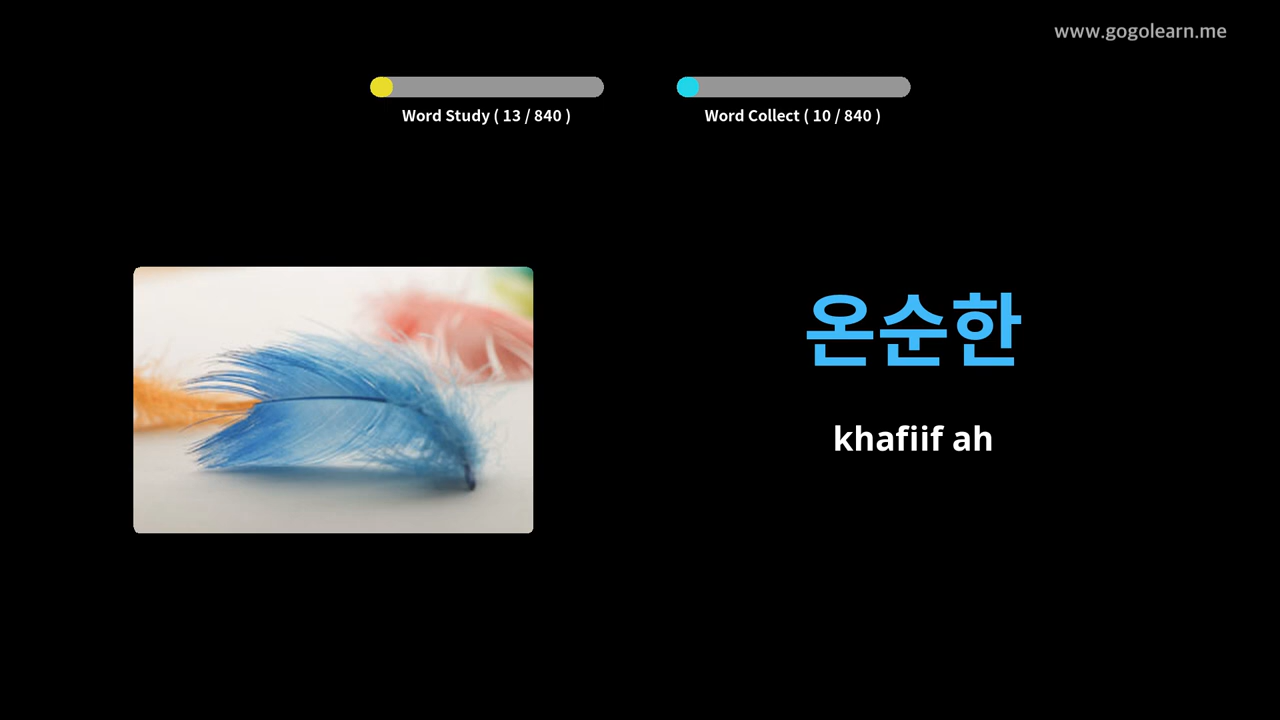 www.gogolearn.me
Word Study ( 13 / 840 )
Word Collect ( 10 / 840 )
온순한
khafiif ah